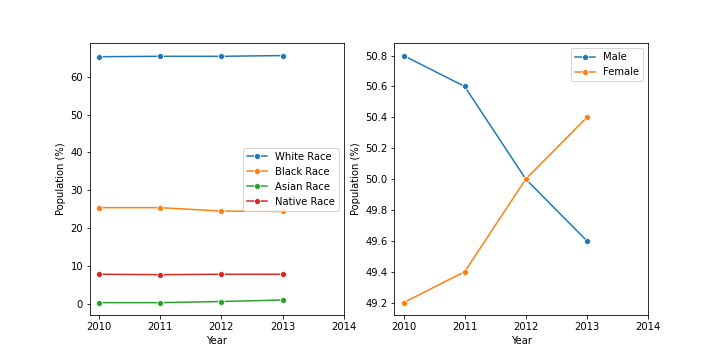 Population (%)
60
50
40
30
20
10
0
White Race
Black Race
Asian Race
Native Race
2010
2011
2012
2013
2014
Year
Population (%)
50.8
50.6
50.4
50.2
50.0
49.8
49.6
49.4
49.2
Male
Female
2010
2011
2012
2013
2014
Year